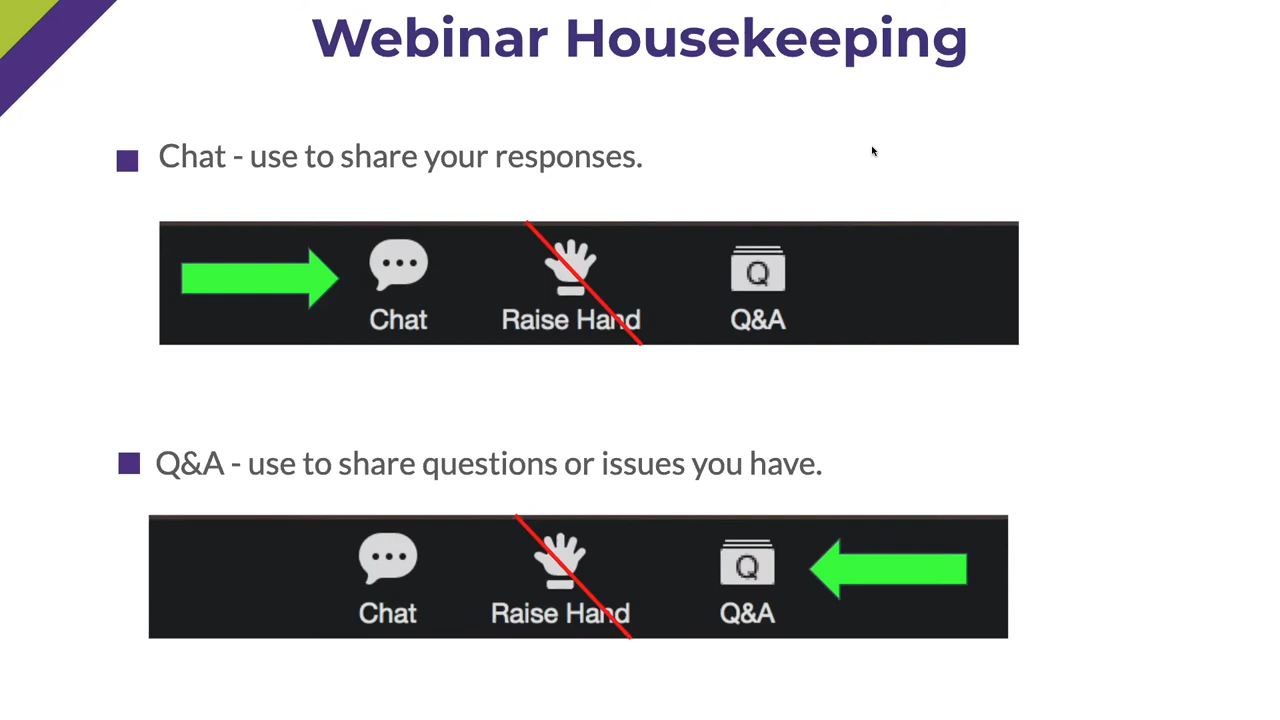 Webinar Housekeeping
Chat - use to share your responses.
Chat Raise Hand Q&A
Q&A - use to share questions or issues you have.
Chat Raise Hand Q&A